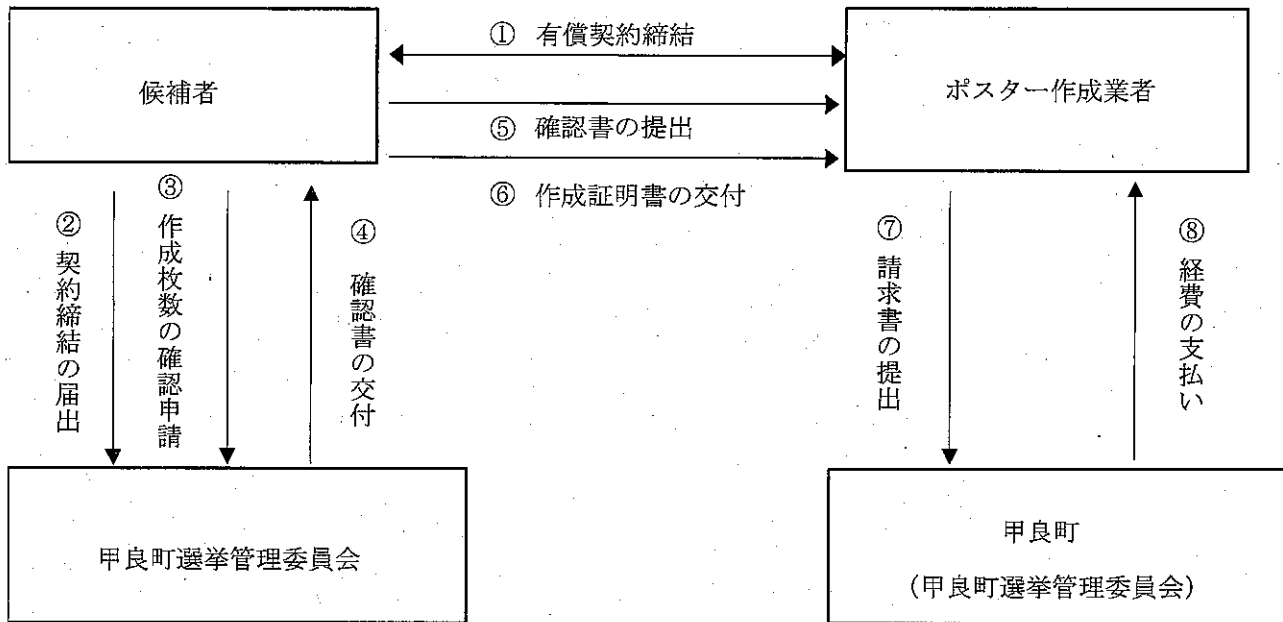 候補者
① 有償契約締結
ポスター作成業者
⑤ 確認書の提出
⑥ 作成証明書の交付
② 契約締結の届出
③ 作成枚数の確認申請
④ 確認書の交付
⑦ 請求書の提出
⑧ 経費の支払い
甲良町選挙管理委員会
甲良町
(甲良町選挙管理委員会)